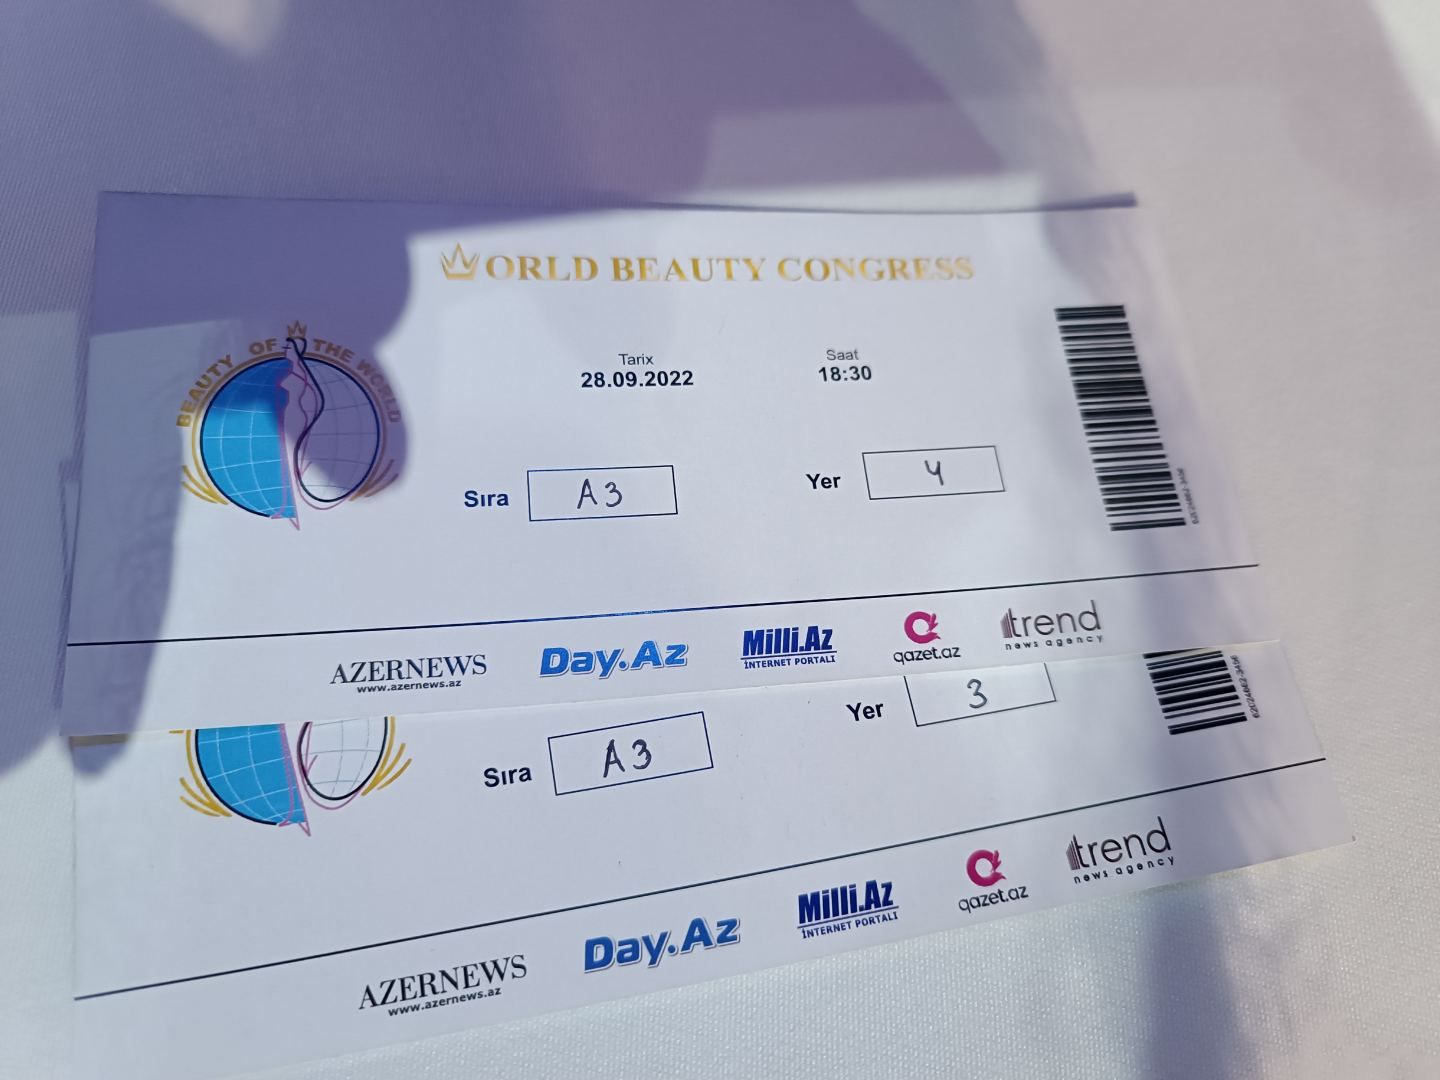 WORLD BEAUTY CONGRESS
BEAUTY OF THE WORLD
Tarix
28.09.2022
Saat
18:30
Sıra A3
Yer 4
AZERNEWS
www.azernews.az
Day.Az
Milli.Az
İNTERNET PORTALI
qazet.az
trend
news agency
Yer 3
Sıra A3
AZERNEWS
www.azernews.az
Day.Az
Milli.Az
İNTERNET PORTALI
qazet.az
trend
news agency